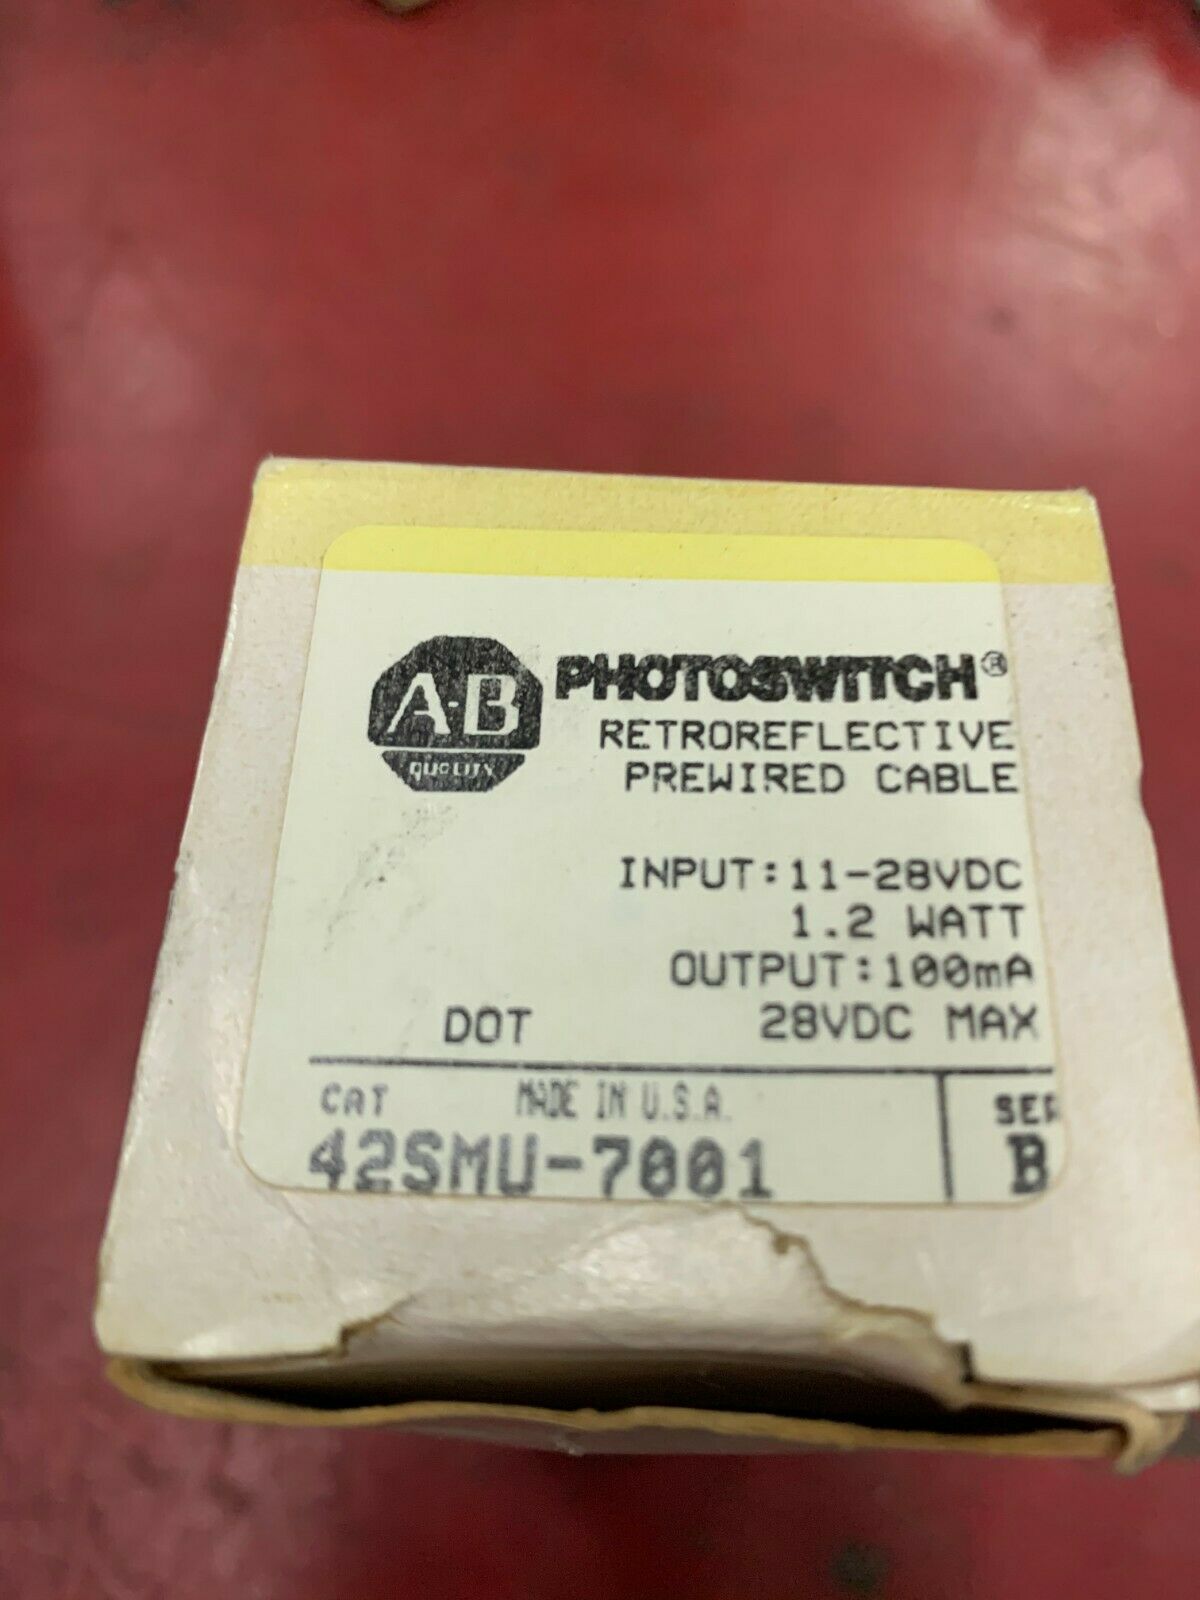 A-B
QUALITY
PHOTOSWITCH®
RETROREFLECTIVE
PREWIRED CABLE
INPUT:11-28VDC
1.2 WATT
OUTPUT:100mA
DOT 28VDC MAX
CAT MADE IN U.S.A. SER
42SMU-7001 B